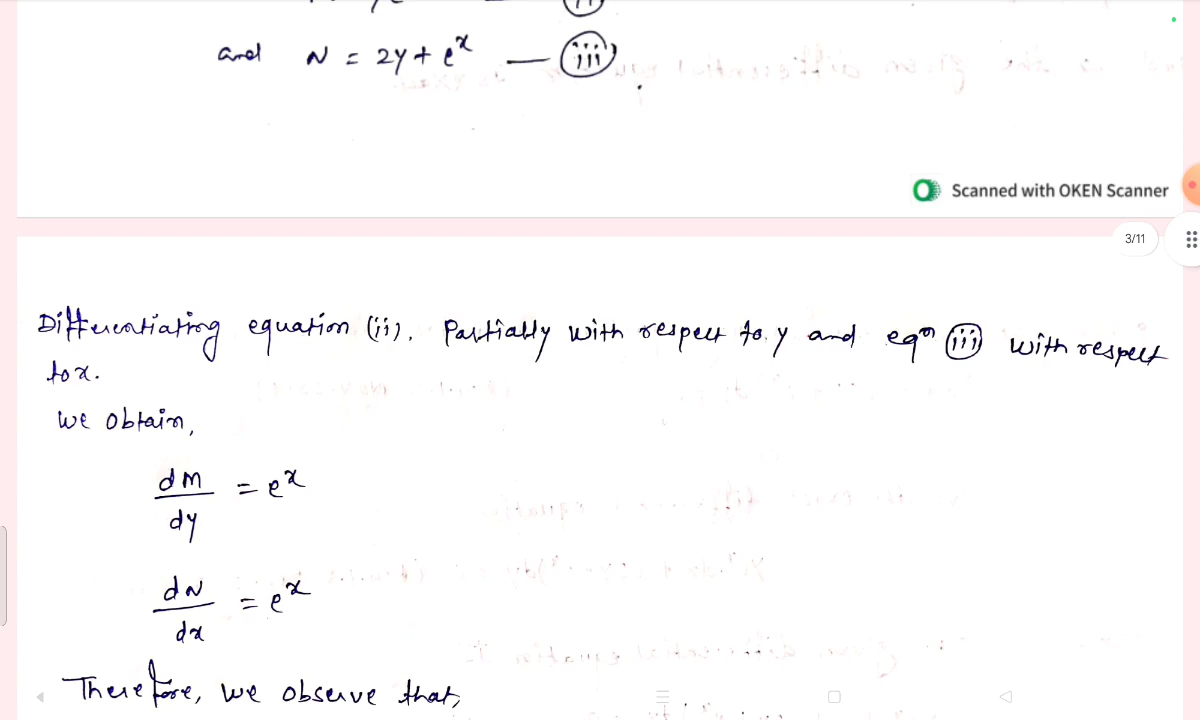 and N = 2y + e^x — (iii)
Scanned with OKEN Scanner
3/11
Differentiating equation (ii), Partially with respect to y and eqn (iii) with respect
to x.
We obtain,
dM/dy = e^x
dN/dx = e^x
Therefore, we observe that,